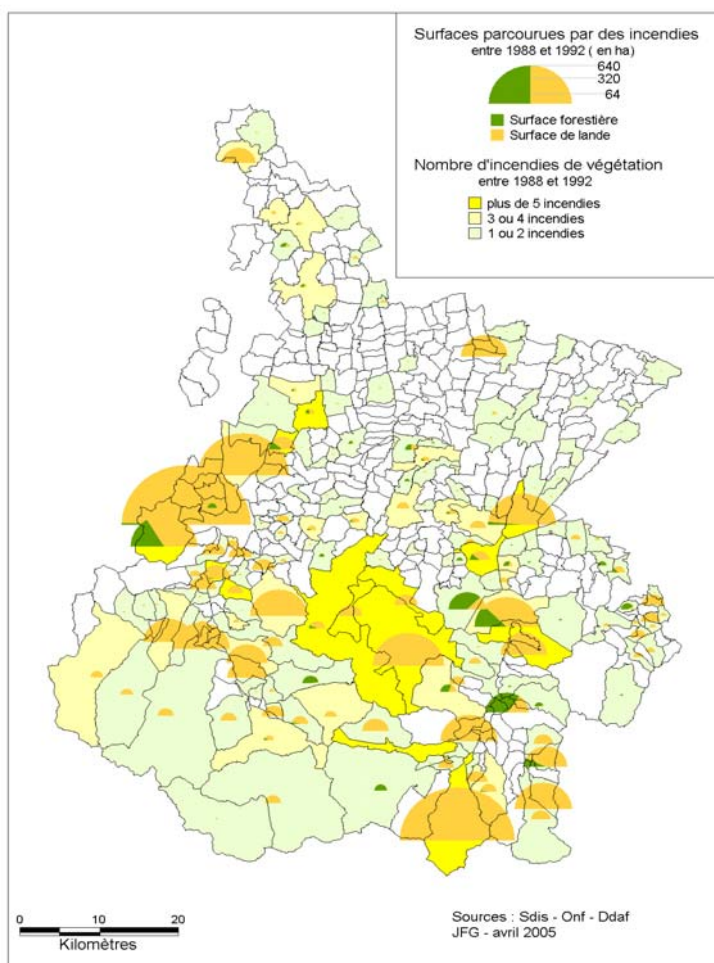 Surfaces parcourues par des incendies
entre 1988 et 1992 ( en ha)
640
320
64
Surface forestière
Surface de lande
Nombre d'incendies de végétation
entre 1988 et 1992
plus de 5 incendies
3 ou 4 incendies
1 ou 2 incendies
0 10 20
Kilomètres
Sources : Sdis - Onf - Ddaf
JFG - avril 2005